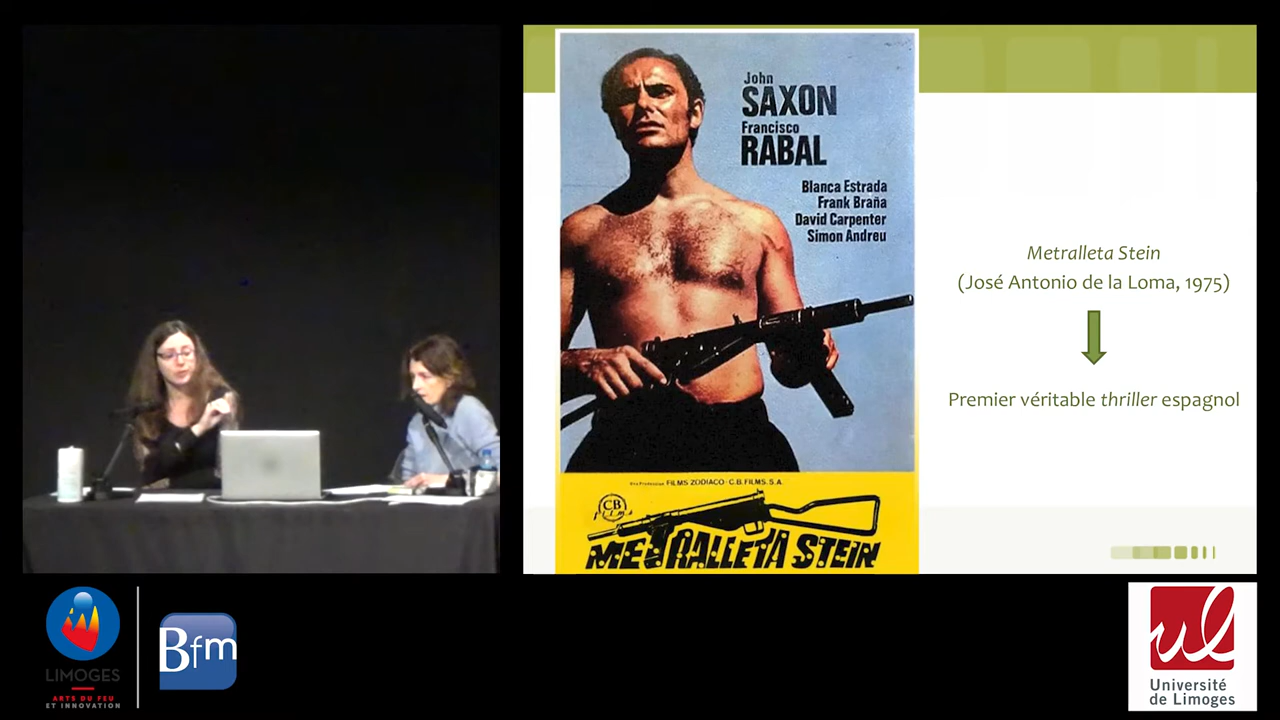 John
SAXON
Francisco
RABAL
Blanca Estrada
Frank Braña
David Carpenter
Simon Andreu
FILMS ZODIACO - C.B. FILMS, S.A.
CB
films
METRALLETA STEIN
Metralleta Stein
(José Antonio de la Loma, 1975)
Premier véritable thriller espagnol
LIMOGES
ARTS DU FEU
ET INNOVATION
Bfm
ul
Université
de Limoges